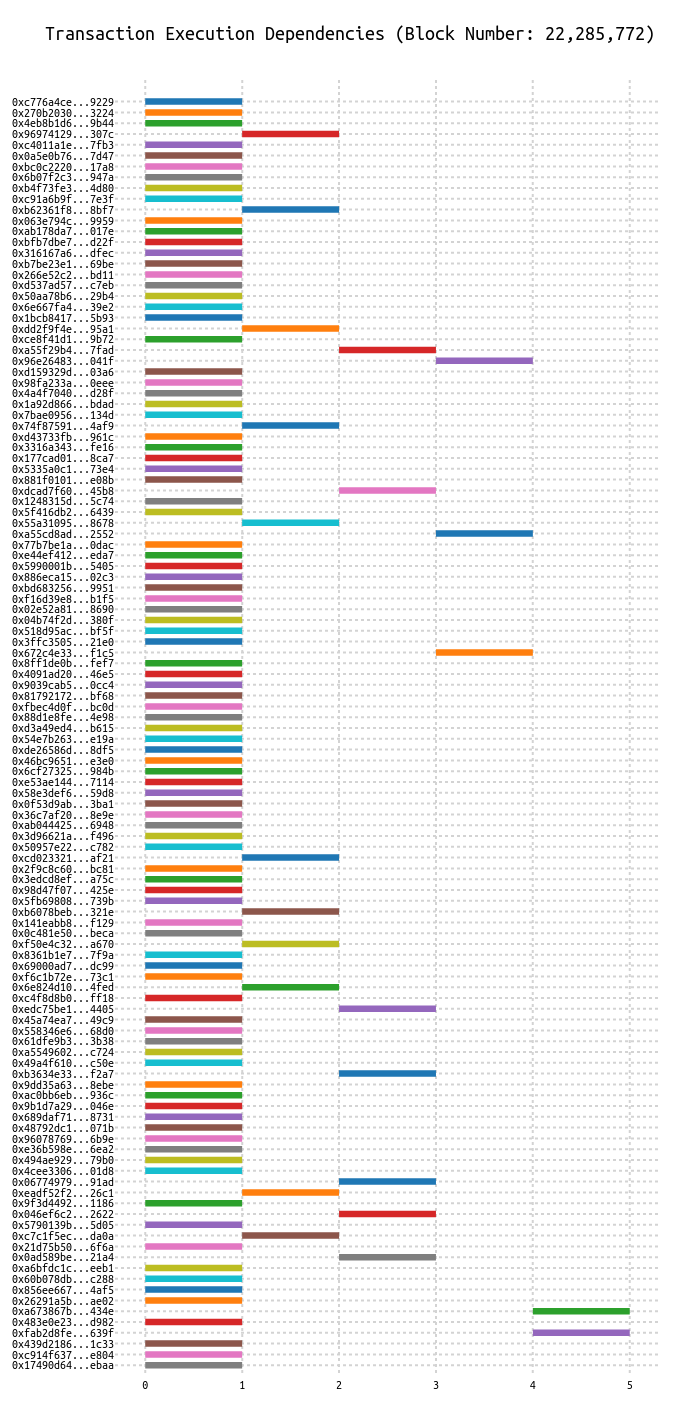 Transaction Execution Dependencies (Block Number: 22,285,772)
0xc776a4ce...9229
0x270b2030...3224
0x4eb8b1d6...9b44
0x96974129...307c
0xc4011a1e...7fb3
0x0a5e0b76...7d47
0xbc0c2220...17a8
0x6b07f2c3...947a
0xb4f73fe3...4d80
0xc91a6b9f...7e3f
0xb62361f8...8bf7
0x063e794c...9959
0xab178da7...017e
0xbfb7dbe7...d22f
0x316167a6...dfec
0xb7be23e1...69be
0x266e52c2...bd11
0xd537ad57...c7eb
0x50aa78b6...29b4
0x6e667fa4...39e2
0x1bcb8417...5b93
0xdd2f9f4e...95a1
0xce8f41d1...9b72
0xa55f29b4...7fad
0x96e26483...041f
0xd159329d...03a6
0x98fa233a...0eee
0x4a4f7040...d28f
0x1a92d866...bdad
0x7bae0956...134d
0x74f87591...4af9
0xd43733fb...961c
0x3316a343...fe16
0x177cad01...8ca7
0x5335a0c1...73e4
0x881f0101...e08b
0xdcad7f60...45b8
0x1248315d...5c74
0x5f416db2...6439
0x55a31095...8678
0xa55cd8ad...2552
0x77b7be1a...0dac
0xe44ef412...eda7
0x5990001b...5405
0x886eca15...02c3
0xbd683256...9951
0xf16d39e8...b1f5
0x02e52a81...8690
0x04b74f2d...380f
0x518d95ac...bf5f
0x3ffc3505...21e0
0x672c4e33...f1c5
0x8ff1de0b...fef7
0x4091ad20...46e5
0x9039cab5...0cc4
0x81792172...bf68
0xfbec4d0f...bc0d
0x88d1e8fe...4e98
0xd3a49ed4...b615
0x54e7b263...e19a
0xde26586d...8df5
0x46bc9651...e3e0
0x6cf27325...984b
0xe53ae144...7114
0x58e3def6...59d8
0x0f53d9ab...3ba1
0x36c7af20...8e9e
0xab044425...6948
0x3d96621a...f496
0x50957e22...c782
0xcd023321...af21
0x2f9c8c60...bc81
0x3edcd8ef...a75c
0x98d47f07...425e
0x5fb69808...739b
0xb6078beb...321e
0x141eabb8...f129
0x0c481e50...beca
0xf50e4c32...a670
0x8361b1e7...7f9a
0x69000ad7...dc99
0xf6c1b72e...73c1
0x6e824d10...4fed
0xc4f8d8b0...ff18
0xedc75be1...4405
0x45a74ea7...49c9
0x558346e6...68d0
0x61dfe9b3...3b38
0xa5549602...c724
0x49a4f610...c50e
0xb3634e33...f2a7
0x9dd35a63...8ebe
0xac0bb6eb...936c
0x9b1d7a29...046e
0x689daf71...8731
0x48792dc1...071b
0x96078769...6b9e
0xe36b598e...6ea2
0x494ae929...79b0
0x4cee3306...01d8
0x06774979...91ad
0xeadf52f2...26c1
0x9f3d4492...1186
0x046ef6c2...2622
0x5790139b...5d05
0xc7c1f5ec...da0a
0x21d75b50...6f6a
0x0ad589be...21a4
0xa6bfdc1c...eeb1
0x60b078db...c288
0x856ee667...4af5
0x26291a5b...ae02
0xa673867b...434e
0x483e0e23...d982
0xfab2d8fe...639f
0x439d2186...1c33
0xc914f637...e804
0x17490d64...ebaa
0 1 2 3 4 5